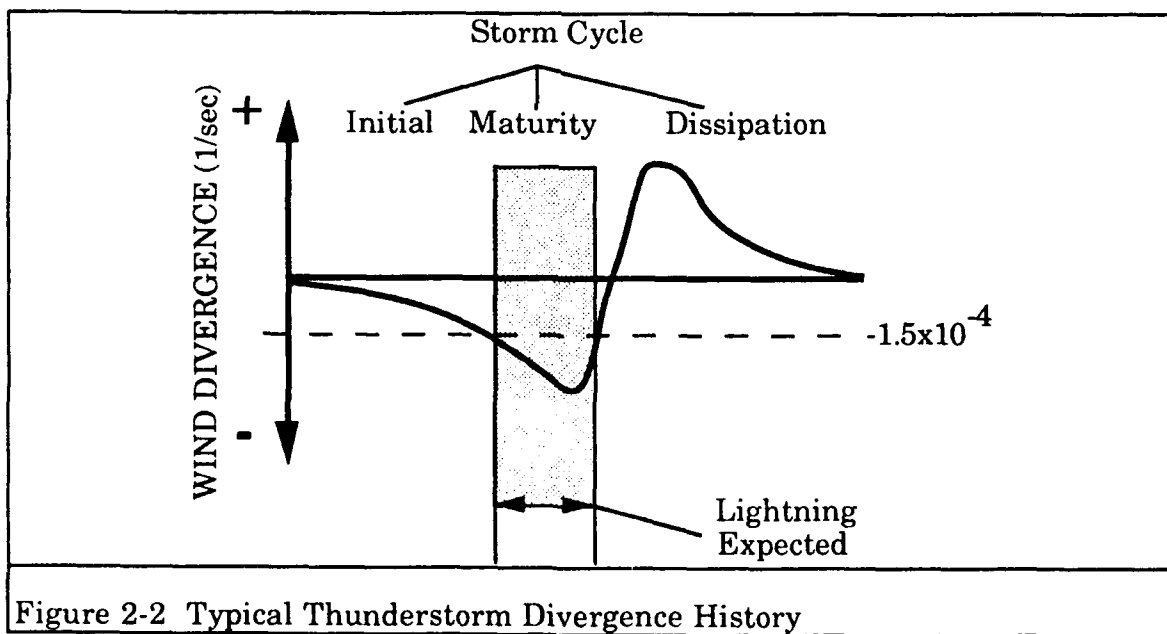 Storm Cycle
Initial Maturity Dissipation
WIND DIVERGENCE (1/sec)
+
-
-1.5x10^-4
Lightning
Expected
Figure 2-2 Typical Thunderstorm Divergence History